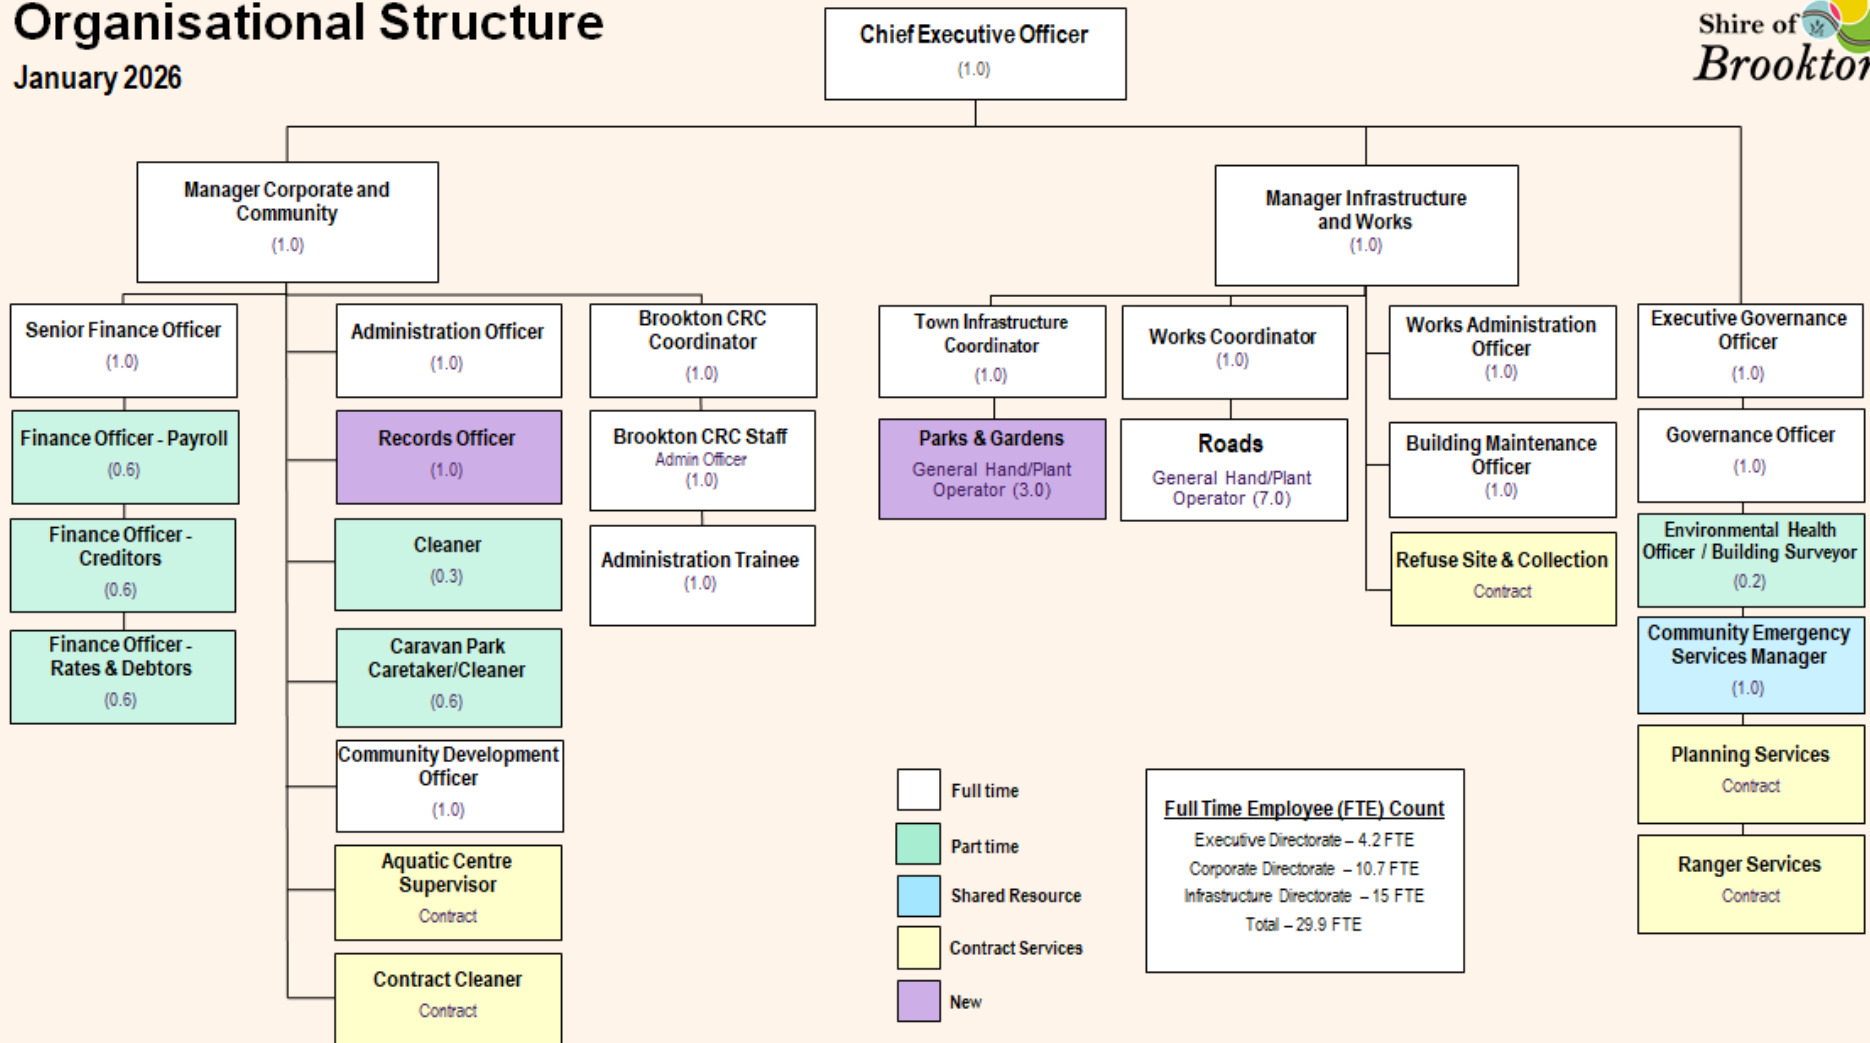 Organisational Structure
January 2026
Shire of
Brookton
Chief Executive Officer
(1.0)
Manager Corporate and
Community
(1.0)
Manager Infrastructure
and Works
(1.0)
Senior Finance Officer
(1.0)
Finance Officer - Payroll
(0.6)
Finance Officer -
Creditors
(0.6)
Finance Officer -
Rates & Debtors
(0.6)
Administration Officer
(1.0)
Records Officer
(1.0)
Cleaner
(0.3)
Caravan Park
Caretaker/Cleaner
(0.6)
Community Development
Officer
(1.0)
Aquatic Centre
Supervisor
Contract
Contract Cleaner
Contract
Brookton CRC
Coordinator
(1.0)
Brookton CRC Staff
Admin Officer
(1.0)
Administration Trainee
(1.0)
Town Infrastructure
Coordinator
(1.0)
Parks & Gardens
General Hand/Plant
Operator (3.0)
Works Coordinator
(1.0)
Roads
General Hand/Plant
Operator (7.0)
Works Administration
Officer
(1.0)
Building Maintenance
Officer
(1.0)
Refuse Site & Collection
Contract
Executive Governance
Officer
(1.0)
Governance Officer
(1.0)
Environmental Health
Officer / Building Surveyor
(0.2)
Community Emergency
Services Manager
(1.0)
Planning Services
Contract
Ranger Services
Contract
Full time
Part time
Shared Resource
Contract Services
New
Full Time Employee (FTE) Count
Executive Directorate – 4.2 FTE
Corporate Directorate – 10.7 FTE
Infrastructure Directorate – 15 FTE
Total – 29.9 FTE